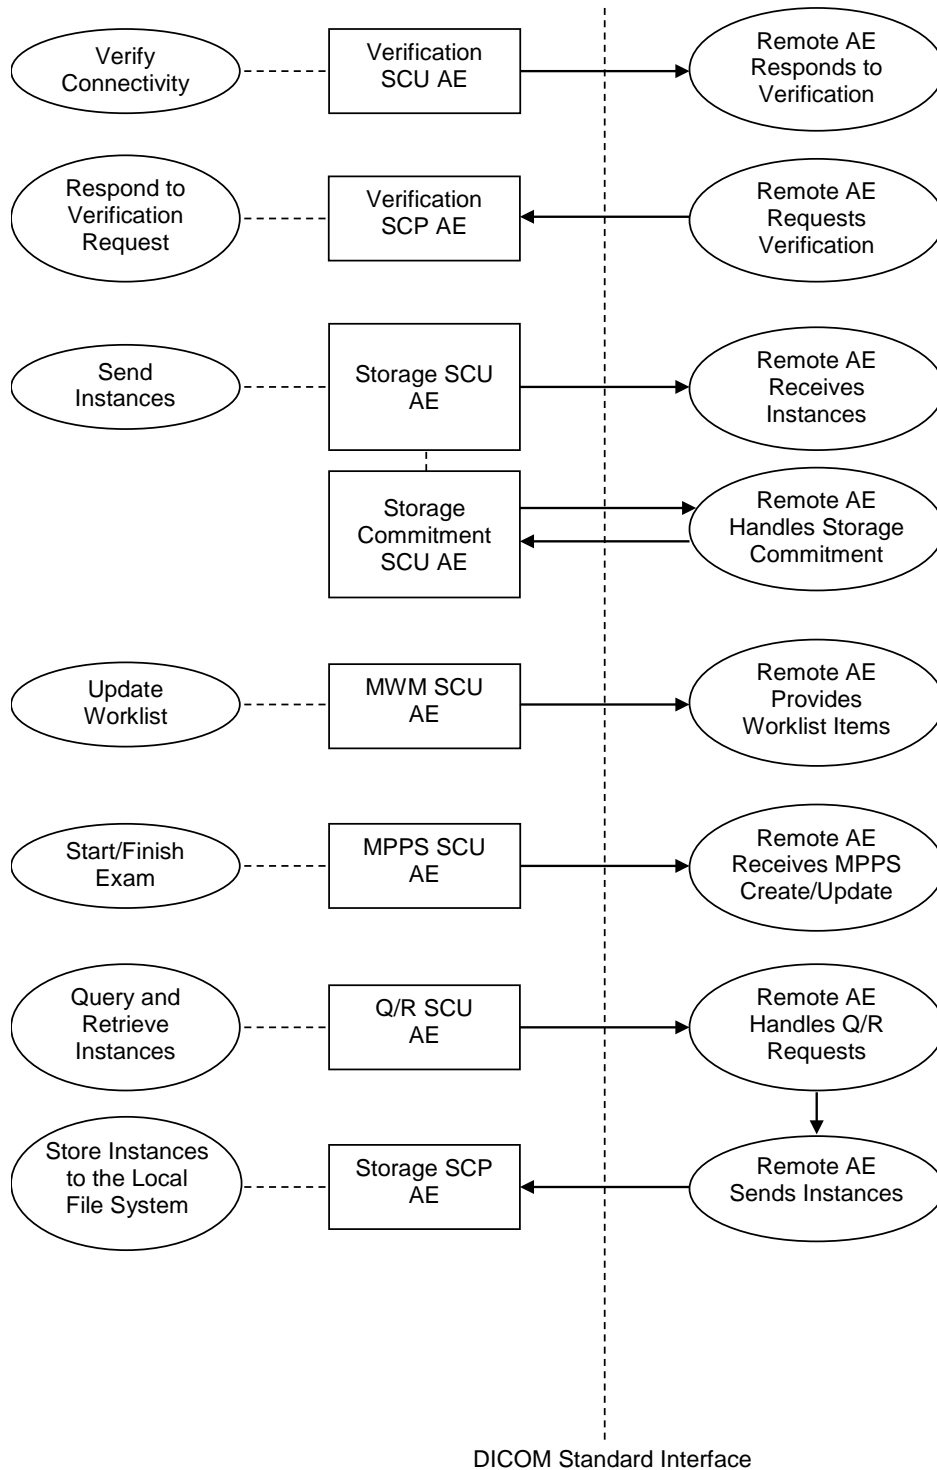 Verify
Connectivity
Verification
SCU AE
Remote AE
Responds to
Verification
Respond to
Verification
Request
Verification
SCP AE
Remote AE
Requests
Verification
Send
Instances
Storage SCU
AE
Remote AE
Receives
Instances
Storage
Commitment
SCU AE
Remote AE
Handles Storage
Commitment
Update
Worklist
MWM SCU
AE
Remote AE
Provides
Worklist Items
Start/Finish
Exam
MPPS SCU
AE
Remote AE
Receives MPPS
Create/Update
Query and
Retrieve
Instances
Q/R SCU
AE
Remote AE
Handles Q/R
Requests
Store Instances
to the Local
File System
Storage SCP
AE
Remote AE
Sends Instances
DICOM Standard Interface